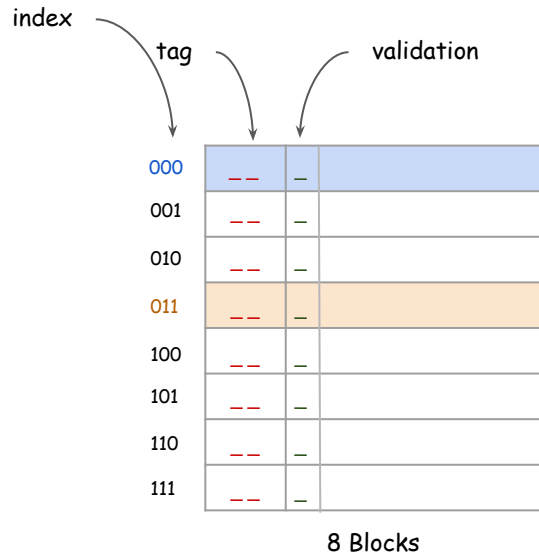 index
tag
validation
000 _ _ _
001 _ _ _
010 _ _ _
011 _ _ _
100 _ _ _
101 _ _ _
110 _ _ _
111 _ _ _
8 Blocks